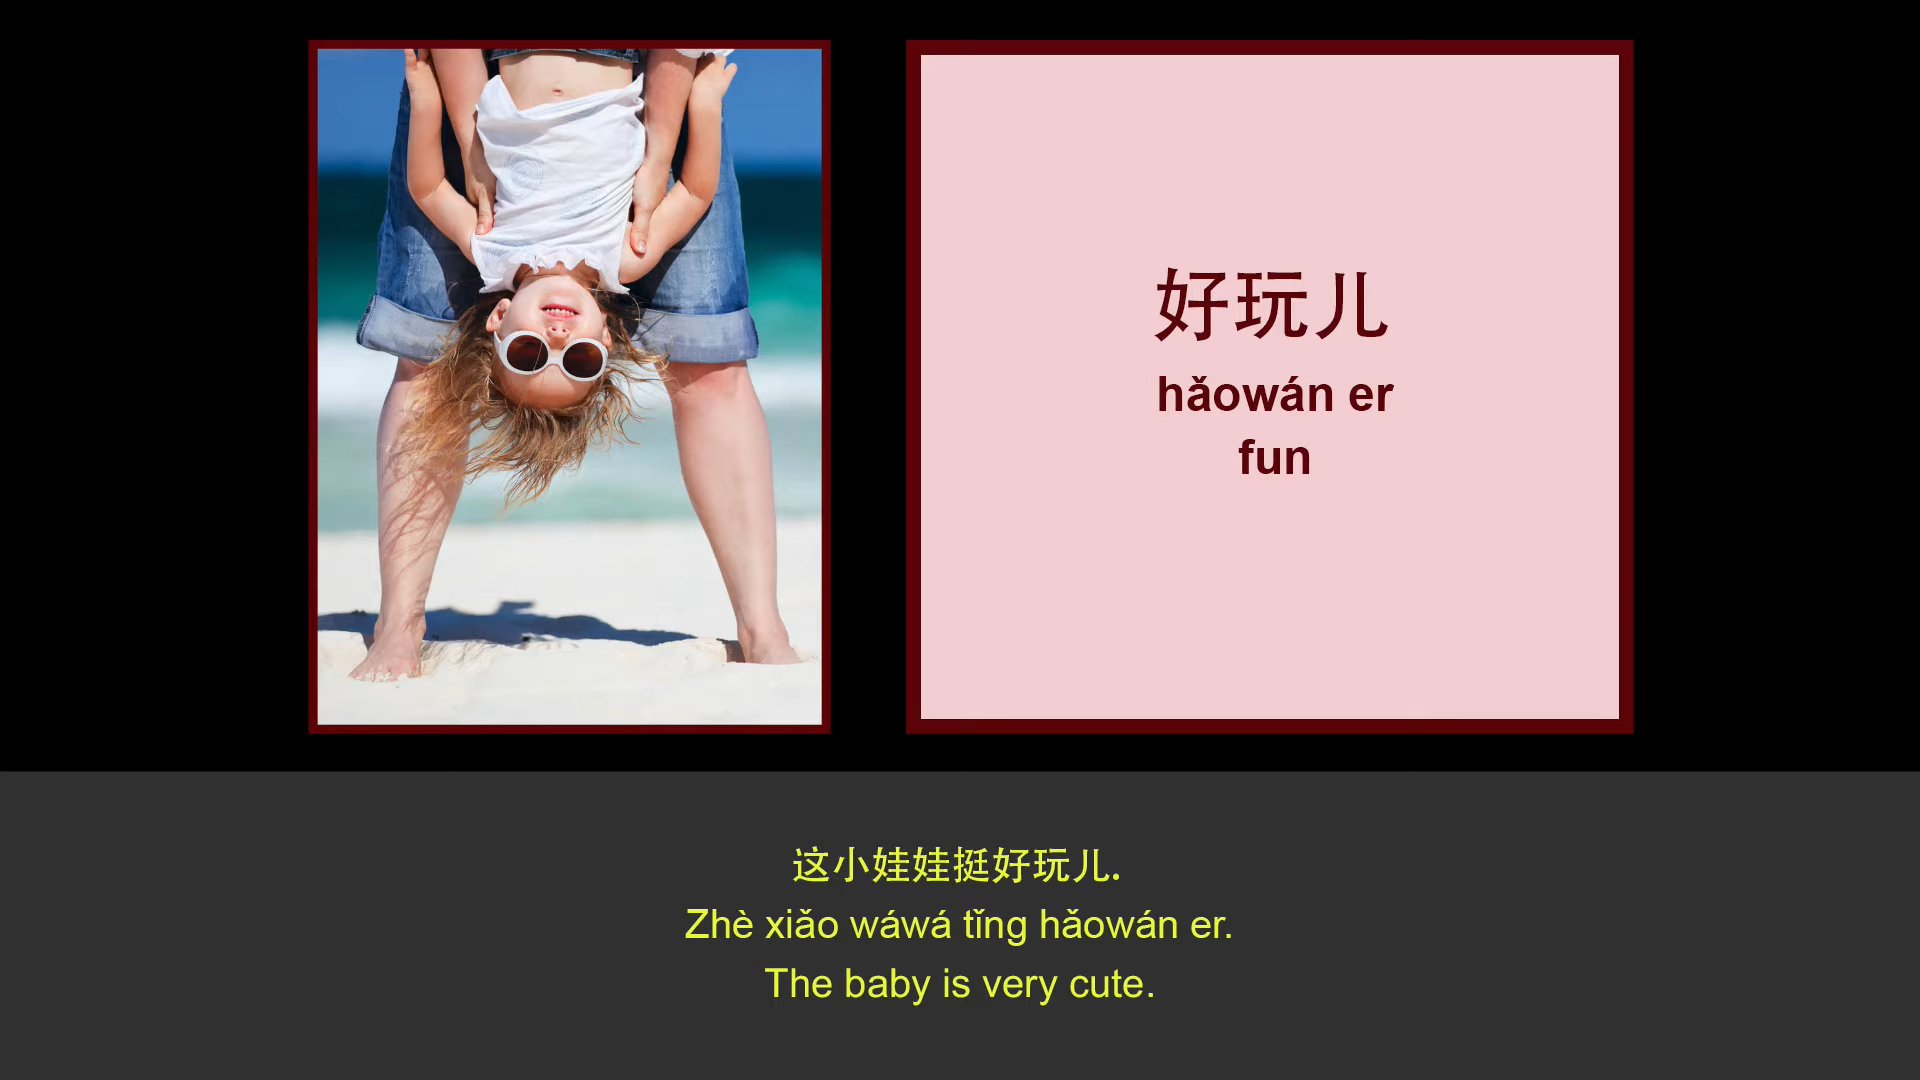 好玩儿
hǎowán er
fun
这小娃娃挺好玩儿.
Zhè xiǎo wáwá tǐng hǎowán er.
The baby is very cute.